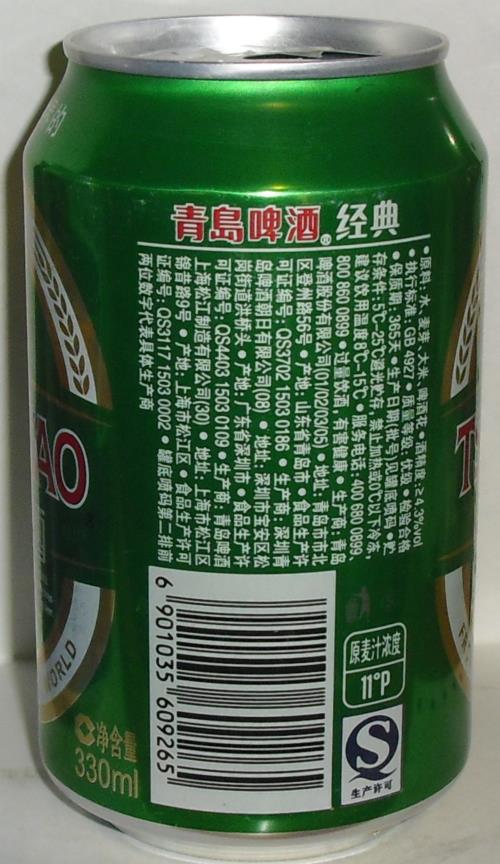 的
青島啤酒® 经典
•原料:水、麦芽、大米、啤酒花•酒精度:≥4.3%vol
•执行标准:GB 4927•质量等级:优级•检验合格
•保质期:365天•生产日期(批号)见罐底喷码•贮
存条件:5℃-25℃避光贮存,禁止加热或0℃以下冷冻,
建议饮用温度8℃-15℃•服务电话:400 680 0899、
800 860 0899•过量饮酒,有害健康•生产商:青岛
啤酒股份有限公司(01/02/03/05)•地址:青岛市市北
区登州路56号•产地:山东省青岛市•食品生产许
可证编号:QS3702 1503 0186•生产商:深圳青
岛啤酒朝日有限公司(08)•地址:深圳市宝安区松
岗街道洪桥头•产地:广东省深圳市•食品生产许
可证编号:QS4403 1503 0109•生产商:青岛啤酒
上海松江制造有限公司(30)•地址:上海市松江区
锦昔路8号•产地:上海市松江区•食品生产许可
证编号:QS3117 1503 0002•罐底喷码第二排前
两位数字代表具体生产商
AO
WORLD
T
净含量
330ml
6 901035 609265
原麦汁浓度
11°P
S
生产许可